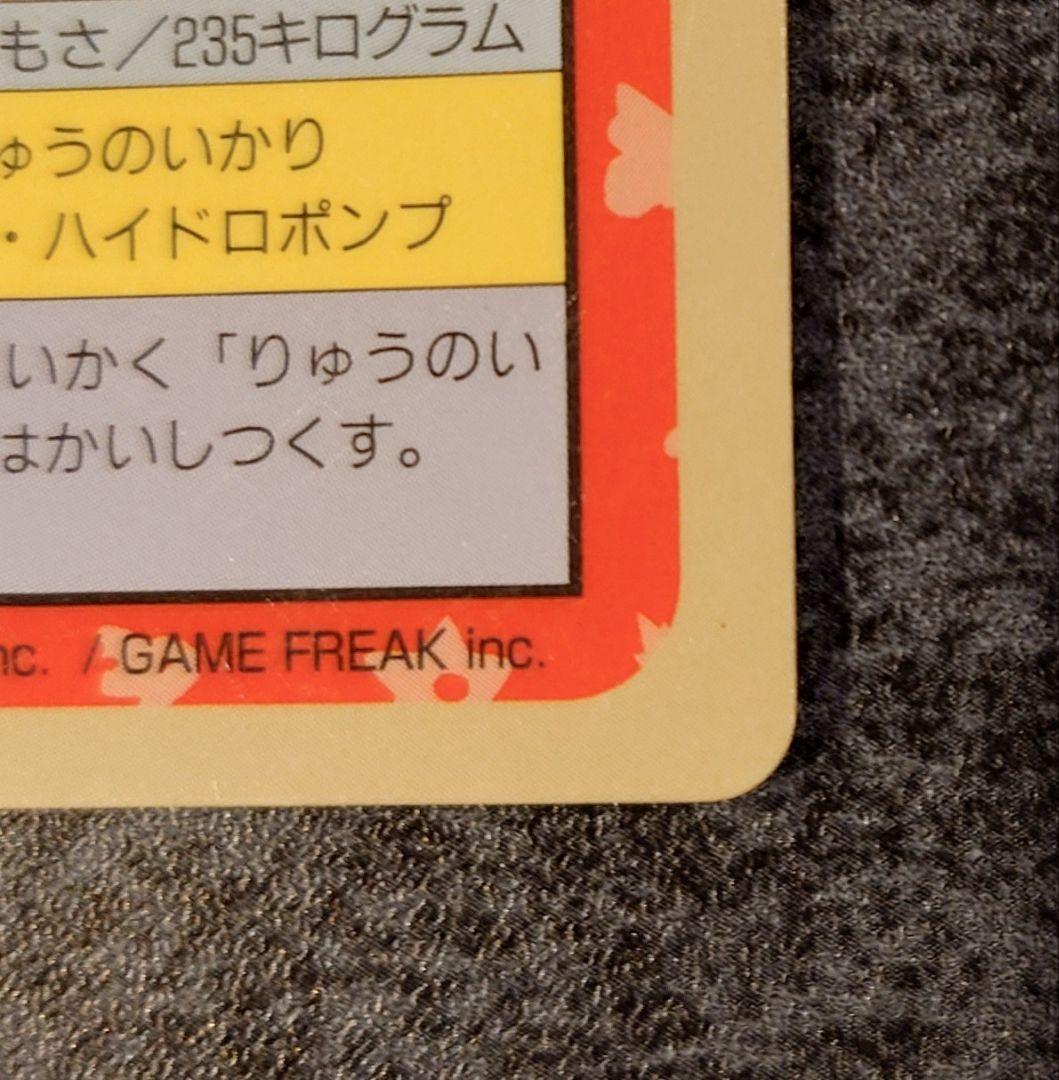 もさ／235キログラム
ゅうのいかり
・ハイドロポンプ
いかく「りゅうのい
はかいしつくす。
nc. / GAME FREAK inc.